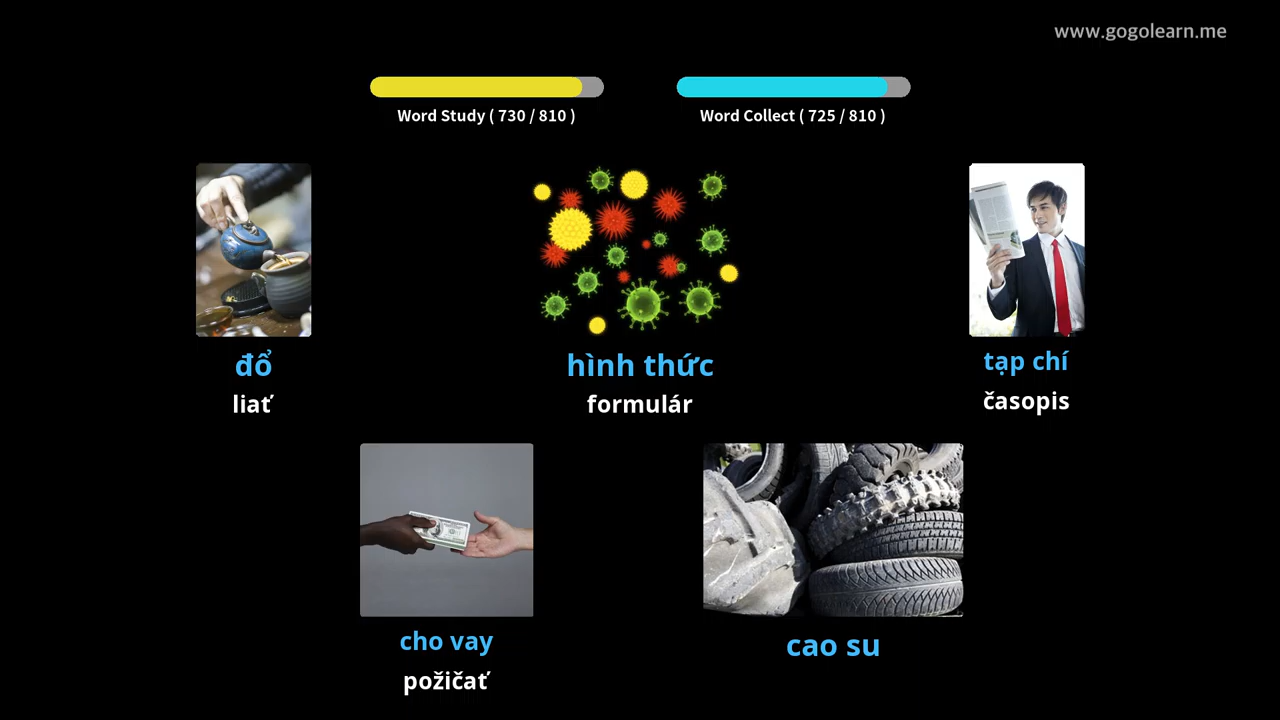 www.gogolearn.me
Word Study ( 730 / 810 )
Word Collect ( 725 / 810 )
đổ
liať
hình thức
formulár
tạp chí
časopis
cho vay
požičať
cao su